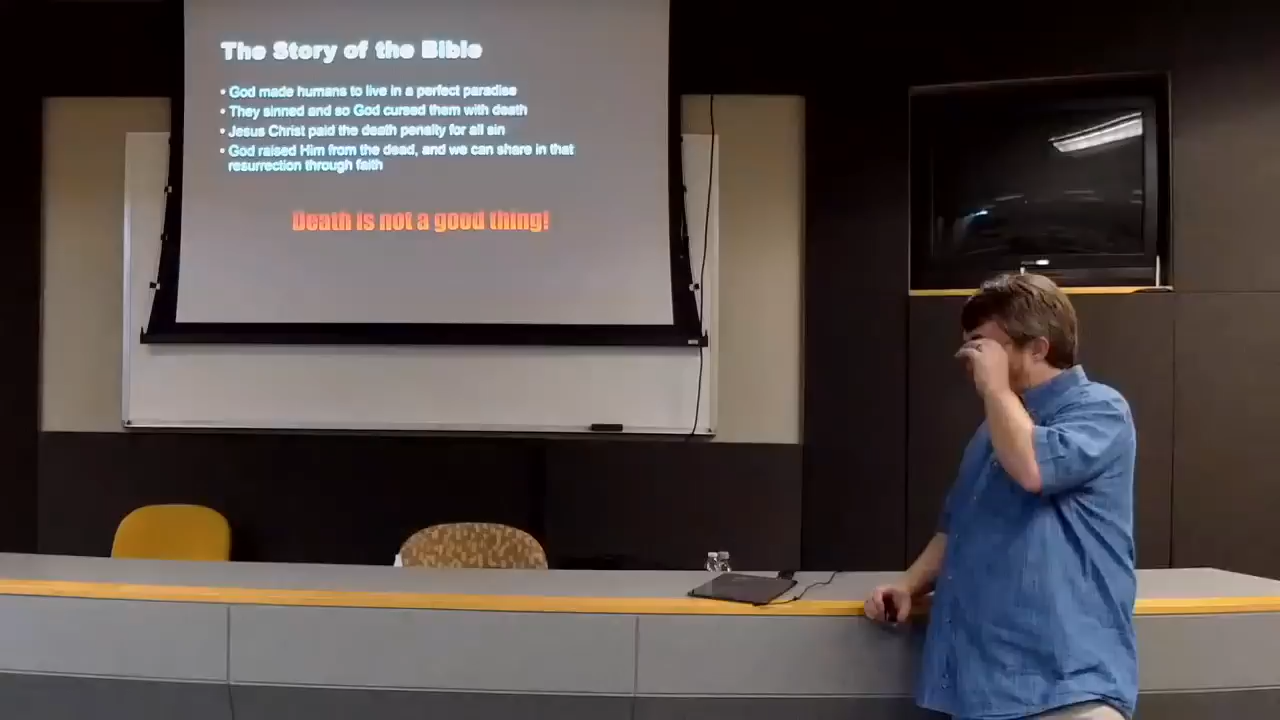 The Story of the Bible
• God made humans to live in a perfect paradise
• They sinned and so God cursed them with death
• Jesus Christ paid the death penalty for all sin
• God raised Him from the dead, and we can share in that
resurrection through faith
Death is not a good thing!